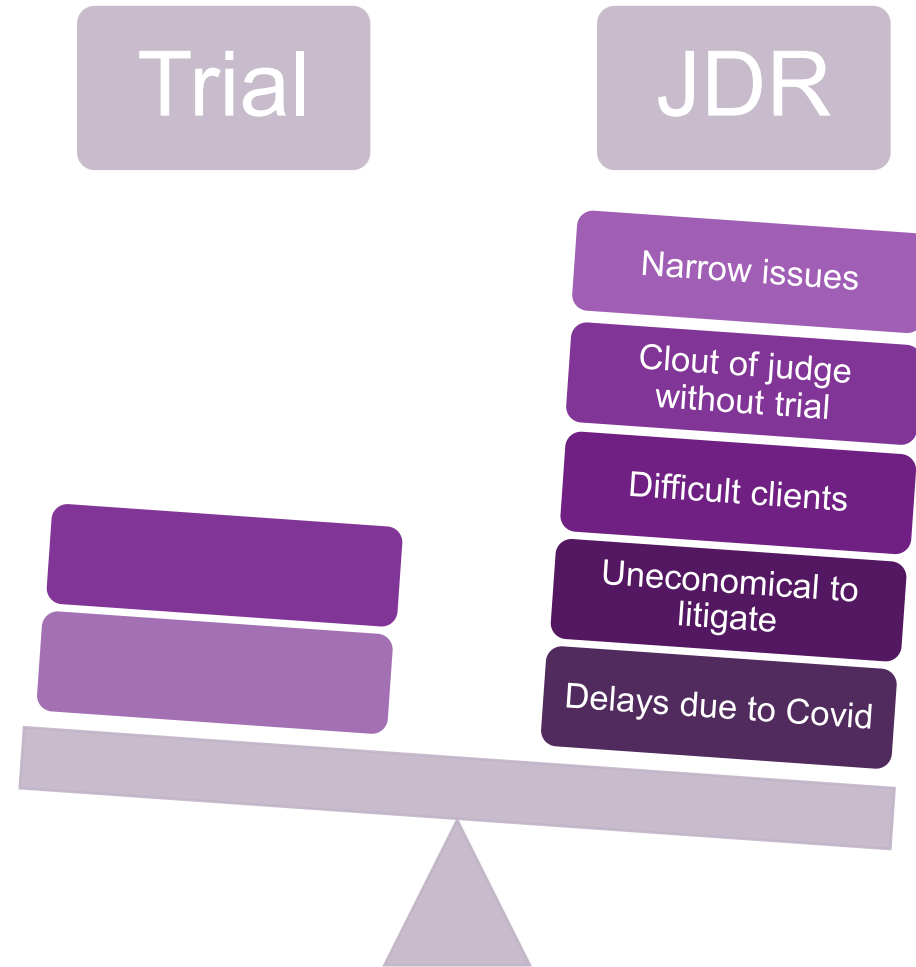 Trial
JDR
Narrow issues
Clout of judge
without trial
Difficult clients
Uneconomical to
litigate
Delays due to Covid